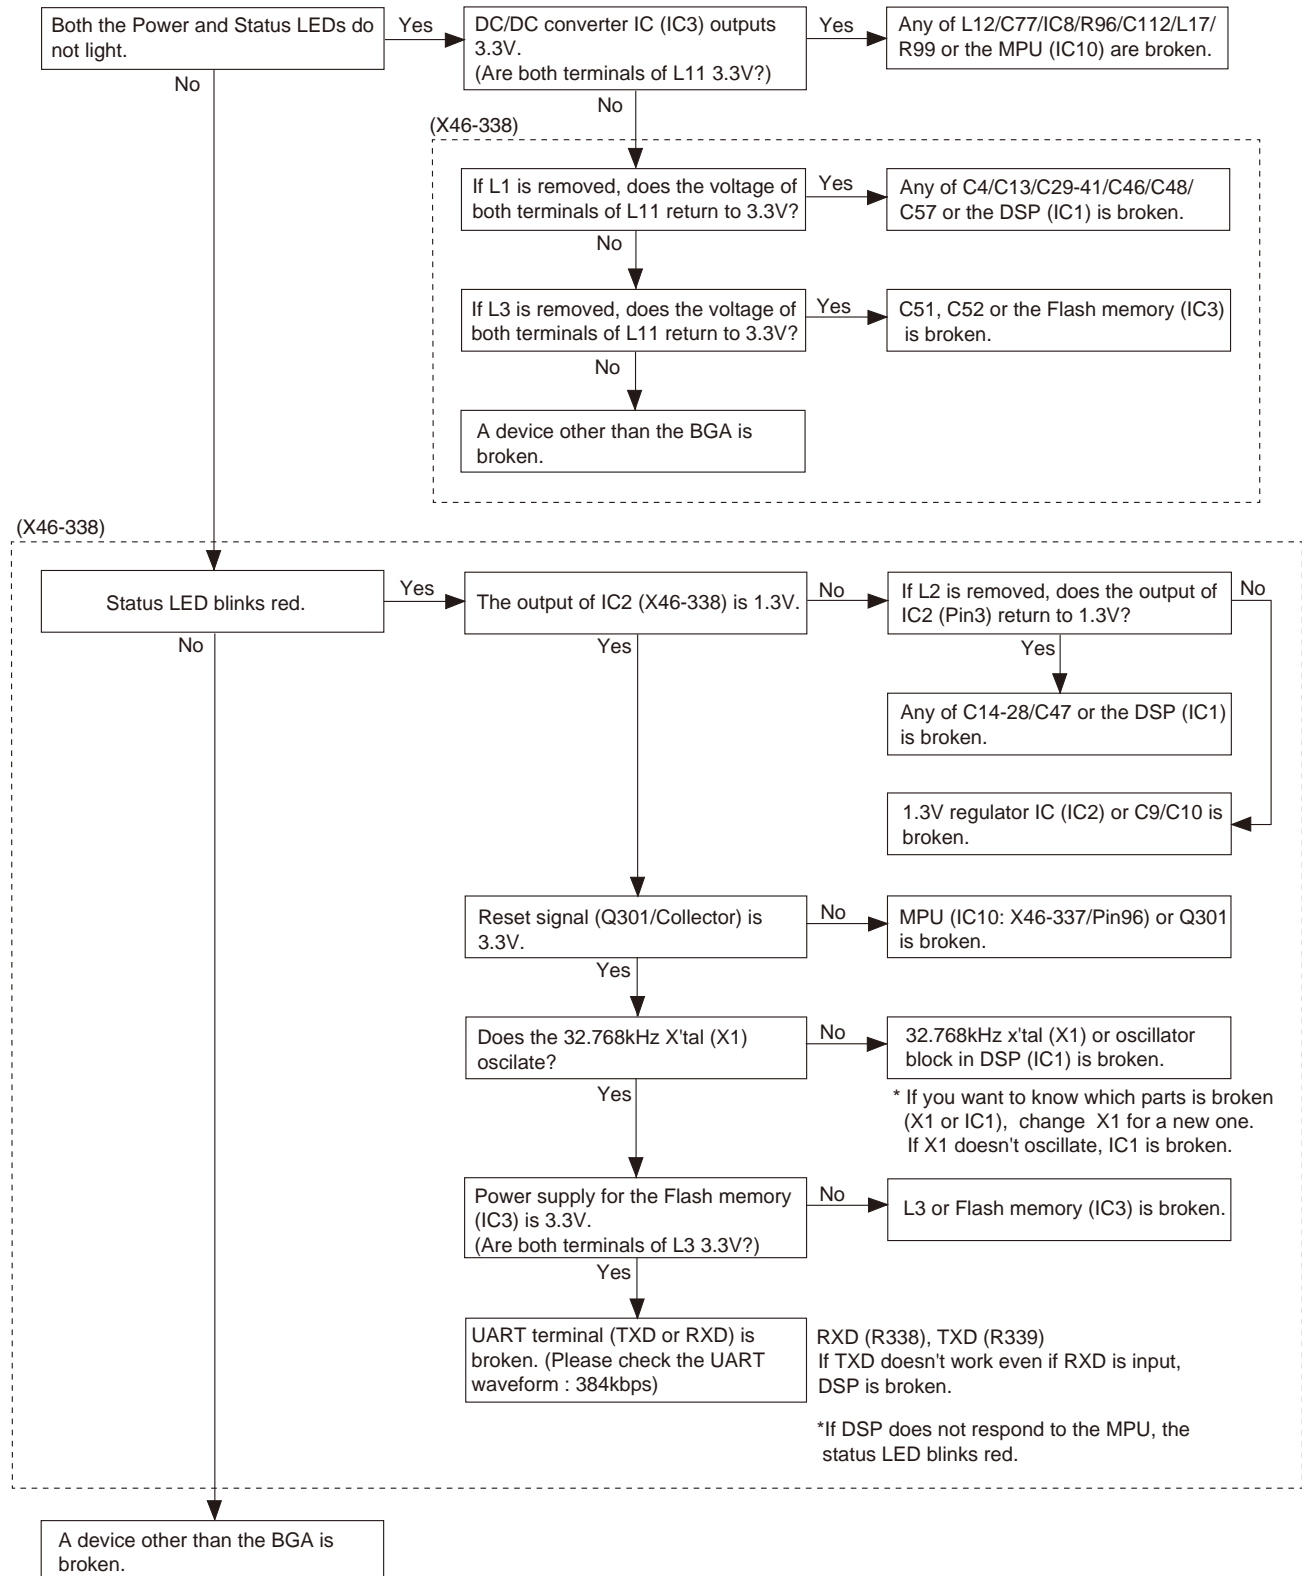 Both the Power and Status LEDs do
not light.
Yes
DC/DC converter IC (IC3) outputs
3.3V.
(Are both terminals of L11 3.3V?)
Yes
Any of L12/C77/IC8/R96/C112/L17/
R99 or the MPU (IC10) are broken.
No
No
(X46-338)
If L1 is removed, does the voltage of
both terminals of L11 return to 3.3V?
Yes
Any of C4/C13/C29-41/C46/C48/
C57 or the DSP (IC1) is broken.
No
If L3 is removed, does the voltage of
both terminals of L11 return to 3.3V?
Yes
C51, C52 or the Flash memory (IC3)
is broken.
No
A device other than the BGA is
broken.
(X46-338)
Status LED blinks red.
Yes
The output of IC2 (X46-338) is 1.3V.
No
If L2 is removed, does the output of
IC2 (Pin3) return to 1.3V?
No
No
Yes
Yes
Any of C14-28/C47 or the DSP (IC1)
is broken.
1.3V regulator IC (IC2) or C9/C10 is
broken.
Reset signal (Q301/Collector) is
3.3V.
No
MPU (IC10: X46-337/Pin96) or Q301
is broken.
Yes
Does the 32.768kHz X'tal (X1)
oscilate?
No
32.768kHz x'tal (X1) or oscillator
block in DSP (IC1) is broken.
Yes
* If you want to know which parts is broken
(X1 or IC1), change X1 for a new one.
If X1 doesn't oscillate, IC1 is broken.
Power supply for the Flash memory
(IC3) is 3.3V.
(Are both terminals of L3 3.3V?)
No
L3 or Flash memory (IC3) is broken.
Yes
UART terminal (TXD or RXD) is
broken. (Please check the UART
waveform : 384kbps)
RXD (R338), TXD (R339)
If TXD doesn't work even if RXD is input,
DSP is broken.
*If DSP does not respond to the MPU, the
status LED blinks red.
A device other than the BGA is
broken.